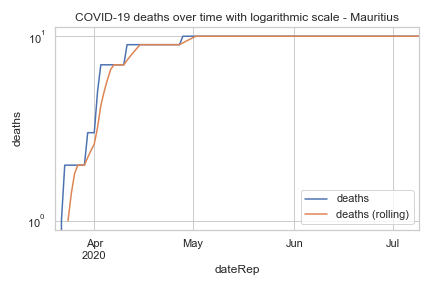 COVID-19 deaths over time with logarithmic scale - Mauritius
10¹
deaths
10⁰
deaths
deaths (rolling)
Apr May Jun Jul
2020
dateRep